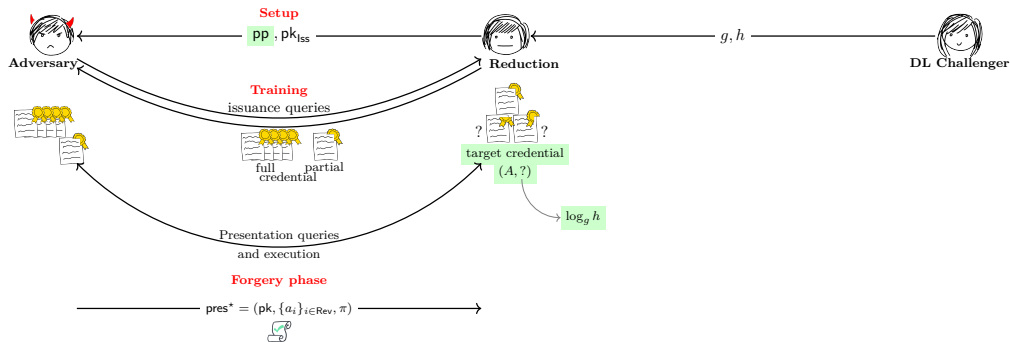 Setup
pp, pk_Iss
g, h
Adversary
Reduction
DL Challenger
Training
issuance queries
? ?
full partial
credential
target credential
(A, ?)
log_g h
Presentation queries
and execution
Forgery phase
pres* = (pk, {a_i}_{i∈Rev}, π)